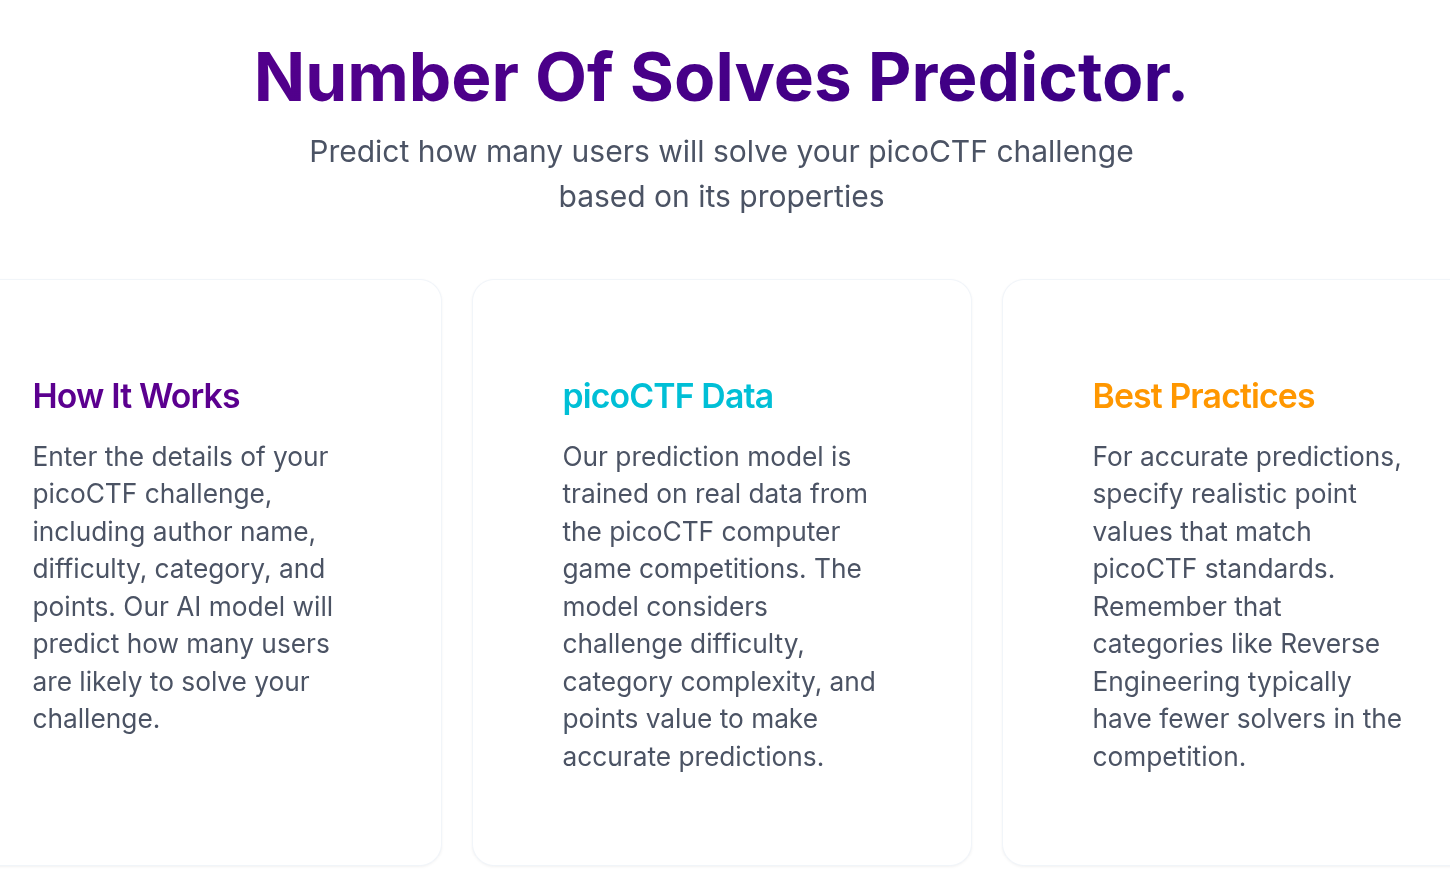 Number Of Solves Predictor.
Predict how many users will solve your picoCTF challenge
based on its properties
How It Works
Enter the details of your
picoCTF challenge,
including author name,
difficulty, category, and
points. Our AI model will
predict how many users
are likely to solve your
challenge.
picoCTF Data
Our prediction model is
trained on real data from
the picoCTF computer
game competitions. The
model considers
challenge difficulty,
category complexity, and
points value to make
accurate predictions.
Best Practices
For accurate predictions,
specify realistic point
values that match
picoCTF standards.
Remember that
categories like Reverse
Engineering typically
have fewer solvers in the
competition.